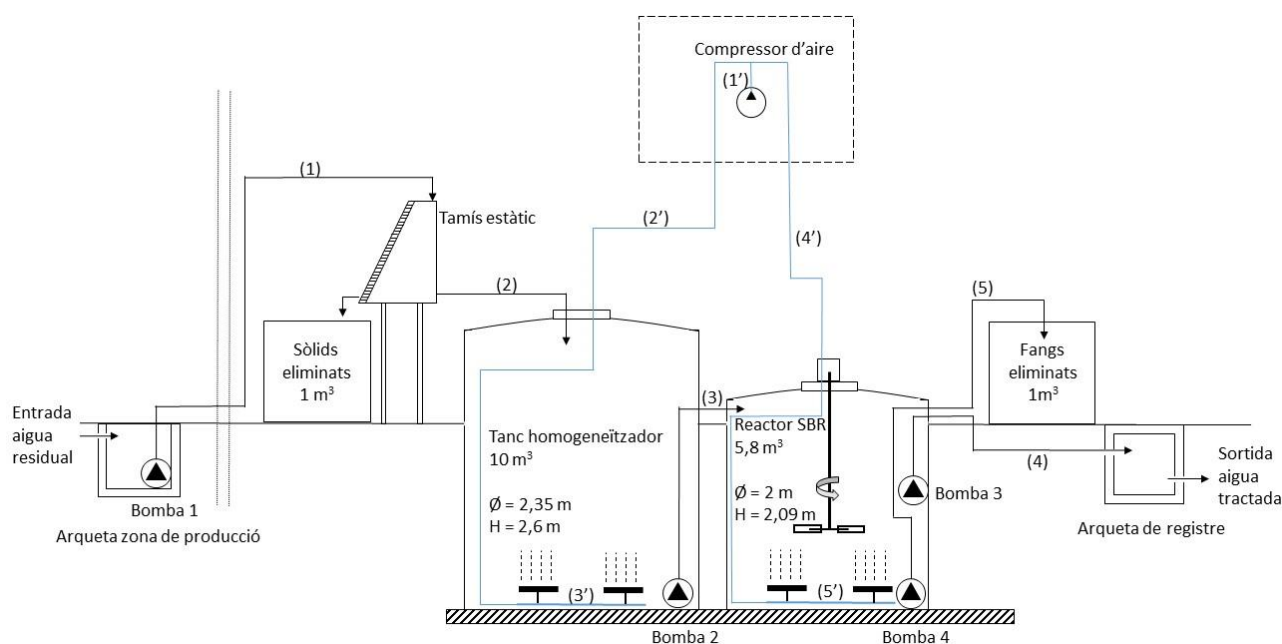 Compressor d’aire
(1’)
(1)
Tamís estàtic
(2’)
(4’)
(2)
(5)
Sòlids
eliminats
1 m³
Fangs
eliminats
1m³
Entrada
aigua
residual
(3)
Tanc homogeneïtzador
10 m³
Ø = 2,35 m
H = 2,6 m
Reactor SBR
5,8 m³
Ø = 2 m
H = 2,09 m
(4)
Sortida
aigua
tractada
Bomba 1
Arqueta zona de producció
Bomba 3
Arqueta de registre
(3’)
(5’)
Bomba 2
Bomba 4